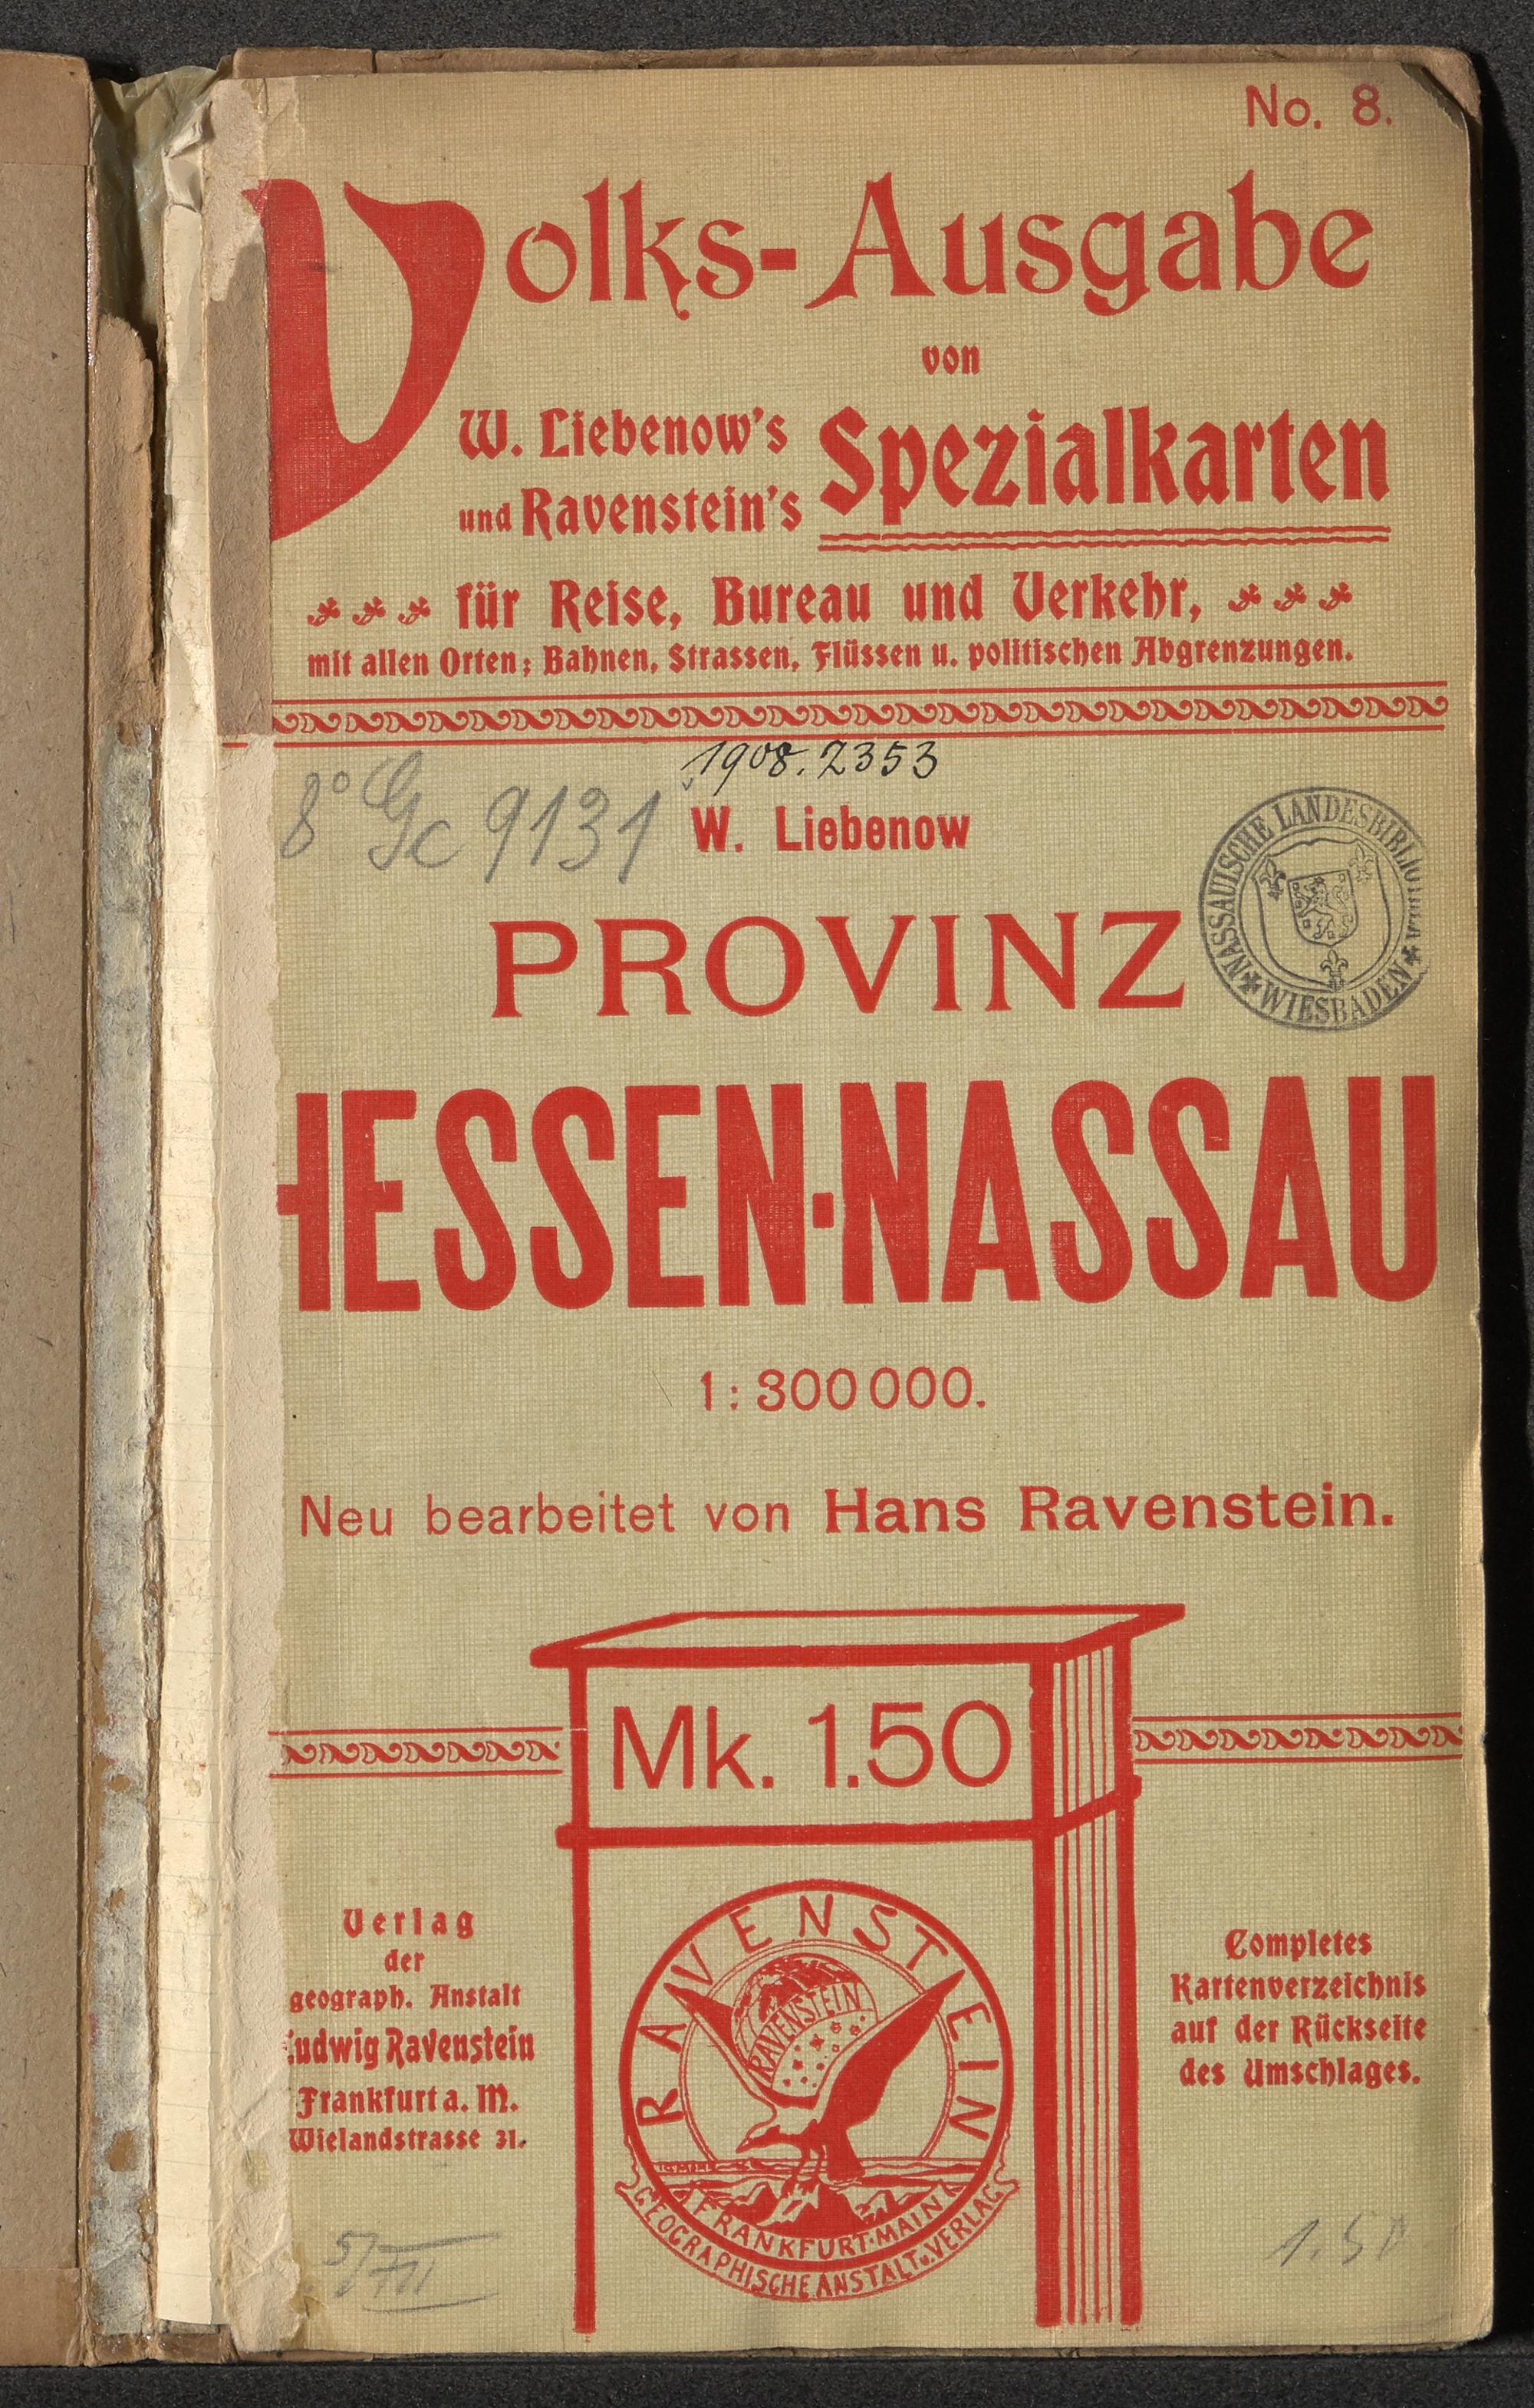 No. 8.
Volks-Ausgabe
von
W. Liebenow's
und Ravenstein's
Spezialkarten
für Reise, Bureau und Verkehr,
mit allen Orten; Bahnen, Strassen, Flüssen u. politischen Abgrenzungen.
1908. 2353
8° Gc 9131
W. Liebenow
NASSAUISCHE LANDESBIBLIOTHEK
WIESBADEN
PROVINZ
HESSEN-NASSAU
1:300000.
Neu bearbeitet von Hans Ravenstein.
Mk. 1.50
Verlag
der
geograph. Anstalt
Ludwig Ravenstein
Frankfurt a. M.
Wielandstrasse 31.
RAVENSTEIN
RAVENSTEIN
FRANKFURT·MAIN
GEOGRAPHISCHE ANSTALT u. VERLAG
Completes
Kartenverzeichnis
auf der Rückseite
des Umschlages.
1.50